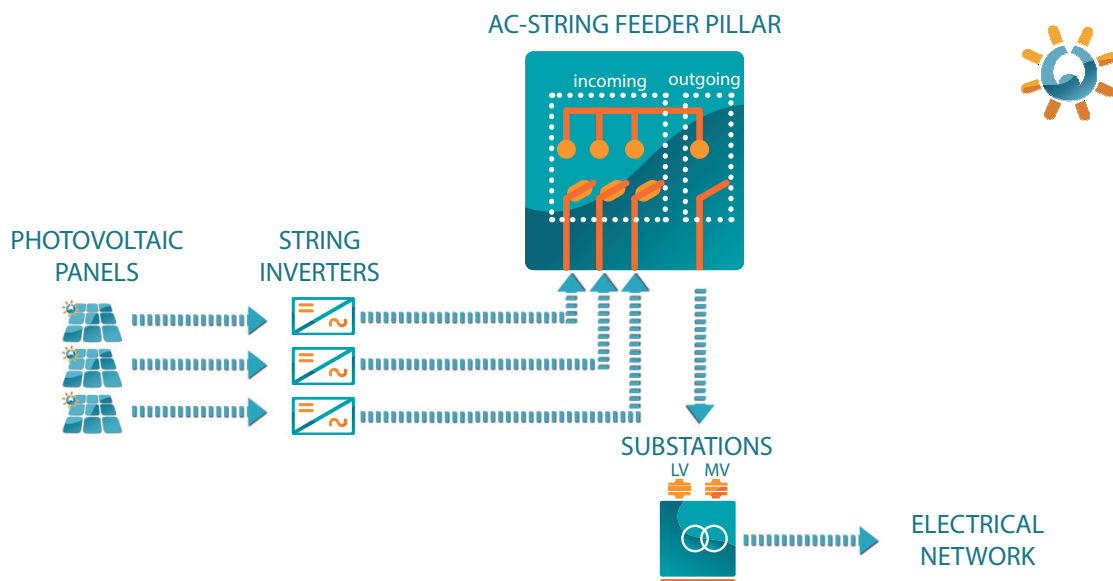 AC-STRING FEEDER PILLAR
incoming
outgoing
PHOTOVOLTAIC
PANELS
STRING
INVERTERS
SUBSTATIONS
LV
MV
ELECTRICAL
NETWORK